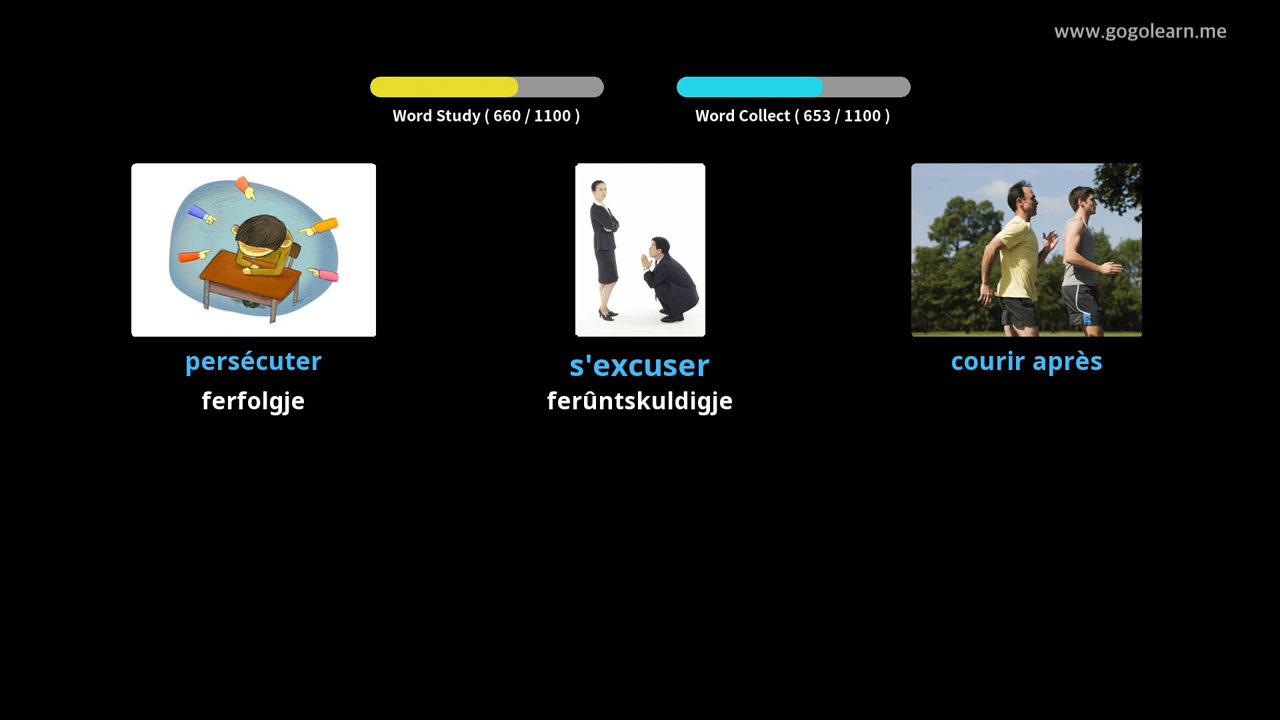 www.gogolearn.me
Word Study ( 660 / 1100 )
Word Collect ( 653 / 1100 )
persécuter
ferfolgje
s'excuser
ferûntskuldigje
courir après